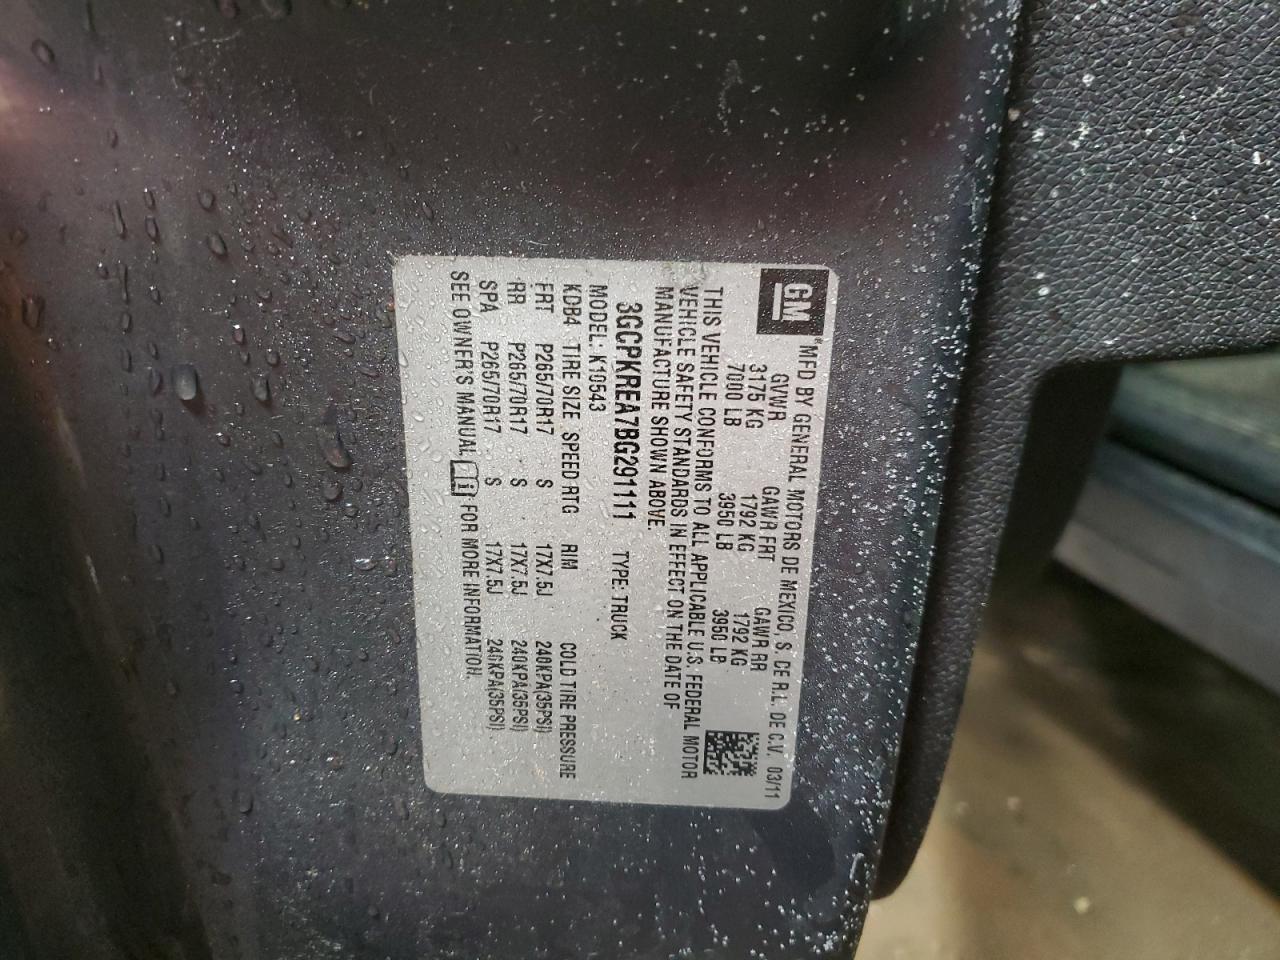 GM
® MFD BY GENERAL MOTORS DE MEXICO, S. DE R.L. DE C.V. 03/11
GVWR GAWR FRT GAWR RR
3175 KG 1792 KG 1792 KG
7000 LB 3950 LB 3950 LB
THIS VEHICLE CONFORMS TO ALL APPLICABLE U.S. FEDERAL MOTOR
VEHICLE SAFETY STANDARDS IN EFFECT ON THE DATE OF
MANUFACTURE SHOWN ABOVE.
3GCPKREA7BG291111 TYPE: TRUCK
MODEL: K10543
KDB4 TIRE SIZE SPEED RTG RIM COLD TIRE PRESSURE
FRT P265/70R17 S 17X7.5J 240KPA(35PSI)
RR P265/70R17 S 17X7.5J 240KPA(35PSI)
SPA P265/70R17 S 17X7.5J 240KPA(35PSI)
SEE OWNER'S MANUAL i FOR MORE INFORMATION.